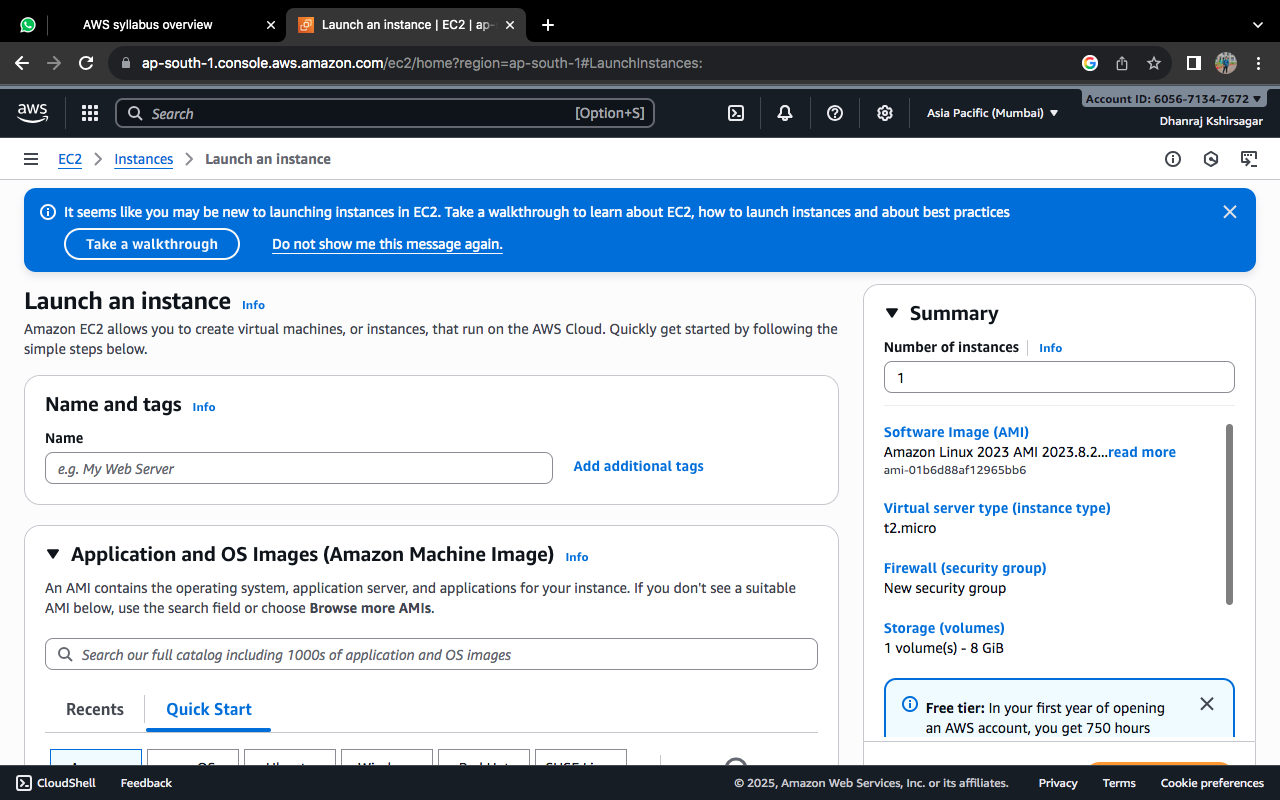 AWS syllabus overview
Launch an instance | EC2 | ap-
ap-south-1.console.aws.amazon.com/ec2/home?region=ap-south-1#LaunchInstances:
aws
Search
[Option+S]
Asia Pacific (Mumbai)
Account ID: 6056-7134-7672
Dhanraj Kshirsagar
EC2
Instances
Launch an instance
It seems like you may be new to launching instances in EC2. Take a walkthrough to learn about EC2, how to launch instances and about best practices
Take a walkthrough
Do not show me this message again.
Launch an instance Info
Amazon EC2 allows you to create virtual machines, or instances, that run on the AWS Cloud. Quickly get started by following the
simple steps below.
Name and tags Info
Name
e.g. My Web Server
Add additional tags
Application and OS Images (Amazon Machine Image) Info
An AMI contains the operating system, application server, and applications for your instance. If you don't see a suitable
AMI below, use the search field or choose Browse more AMIs.
Search our full catalog including 1000s of application and OS images
Recents
Quick Start
Summary
Number of instances Info
1
Software Image (AMI)
Amazon Linux 2023 AMI 2023.8.2...read more
ami-01b6d88af12965bb6
Virtual server type (instance type)
t2.micro
Firewall (security group)
New security group
Storage (volumes)
1 volume(s) - 8 GiB
Free tier: In your first year of opening
an AWS account, you get 750 hours
CloudShell
Feedback
© 2025, Amazon Web Services, Inc. or its affiliates.
Privacy
Terms
Cookie preferences